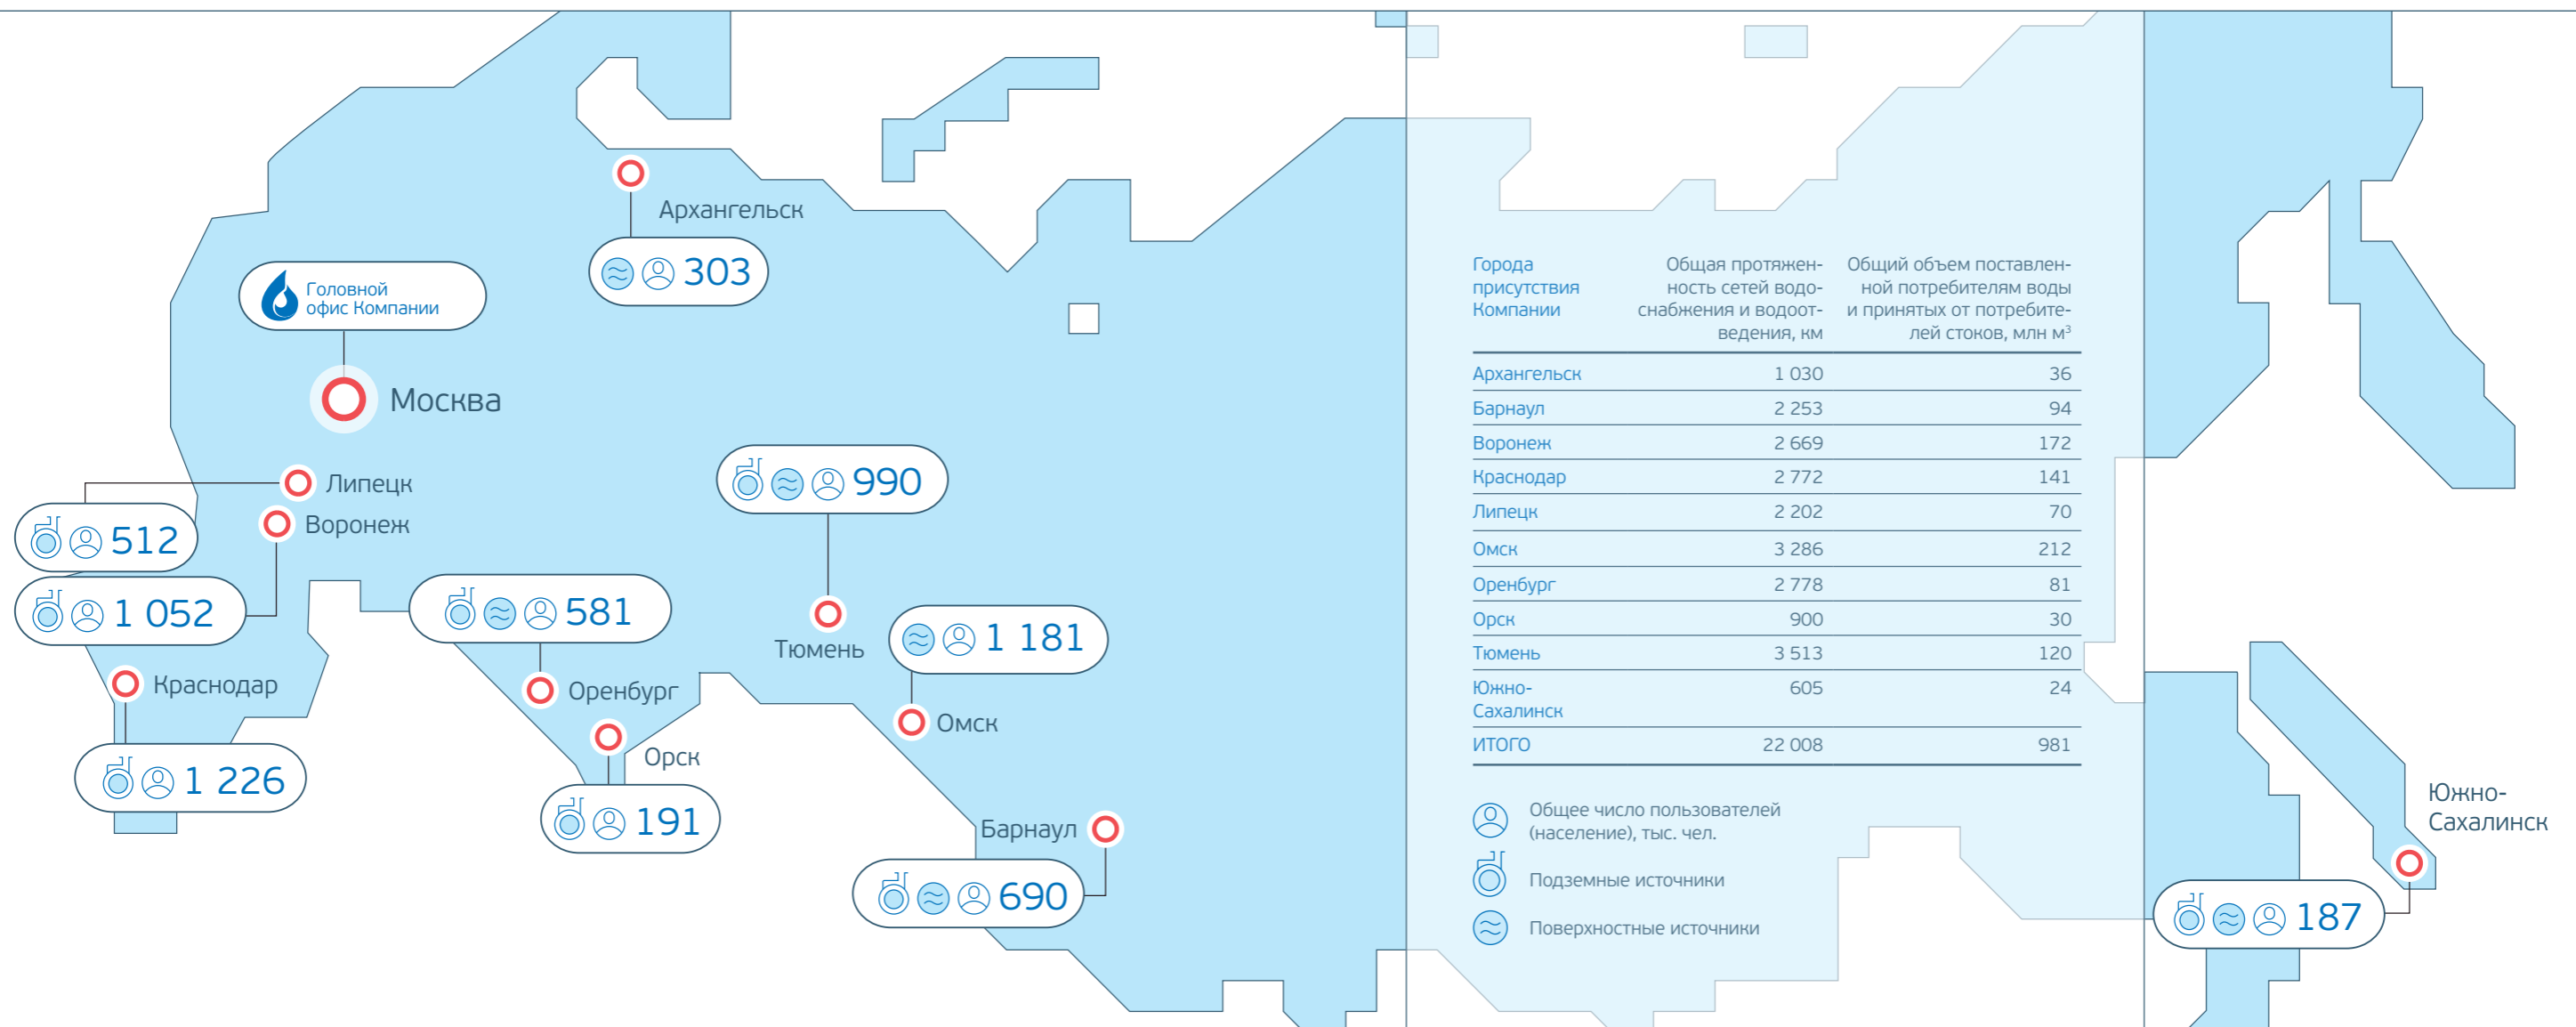 Архангельск
303
Головной
офис Компании
Москва
Липецк
512
Воронеж
1 052
Краснодар
1 226
581
Оренбург
Орск
191
990
Тюмень
1 181
Омск
Барнаул
690
Города
присутствия
Компании
Общая протяжен-
ность сетей водо-
снабжения и водоот-
ведения, км
Общий объем поставлен-
ной потребителям воды
и принятых от потребите-
лей стоков, млн м³
Архангельск 1 030 36
Барнаул 2 253 94
Воронеж 2 669 172
Краснодар 2 772 141
Липецк 2 202 70
Омск 3 286 212
Оренбург 2 778 81
Орск 900 30
Тюмень 3 513 120
Южно- 605 24
Сахалинск
ИТОГО 22 008 981
Общее число пользователей
(население), тыс. чел.
Подземные источники
Поверхностные источники
Южно-
Сахалинск
187